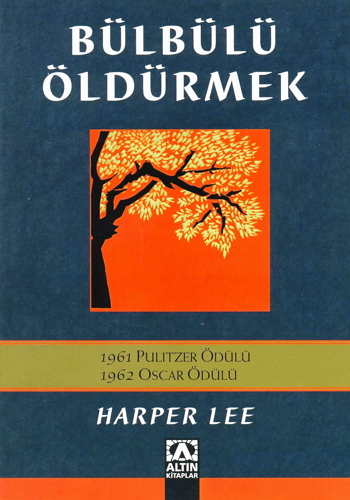 BÜLBÜLÜ
ÖLDÜRMEK
1961 PULITZER ÖDÜLÜ
1962 OSCAR ÖDÜLÜ
HARPER LEE
ALTIN
KİTAPLAR